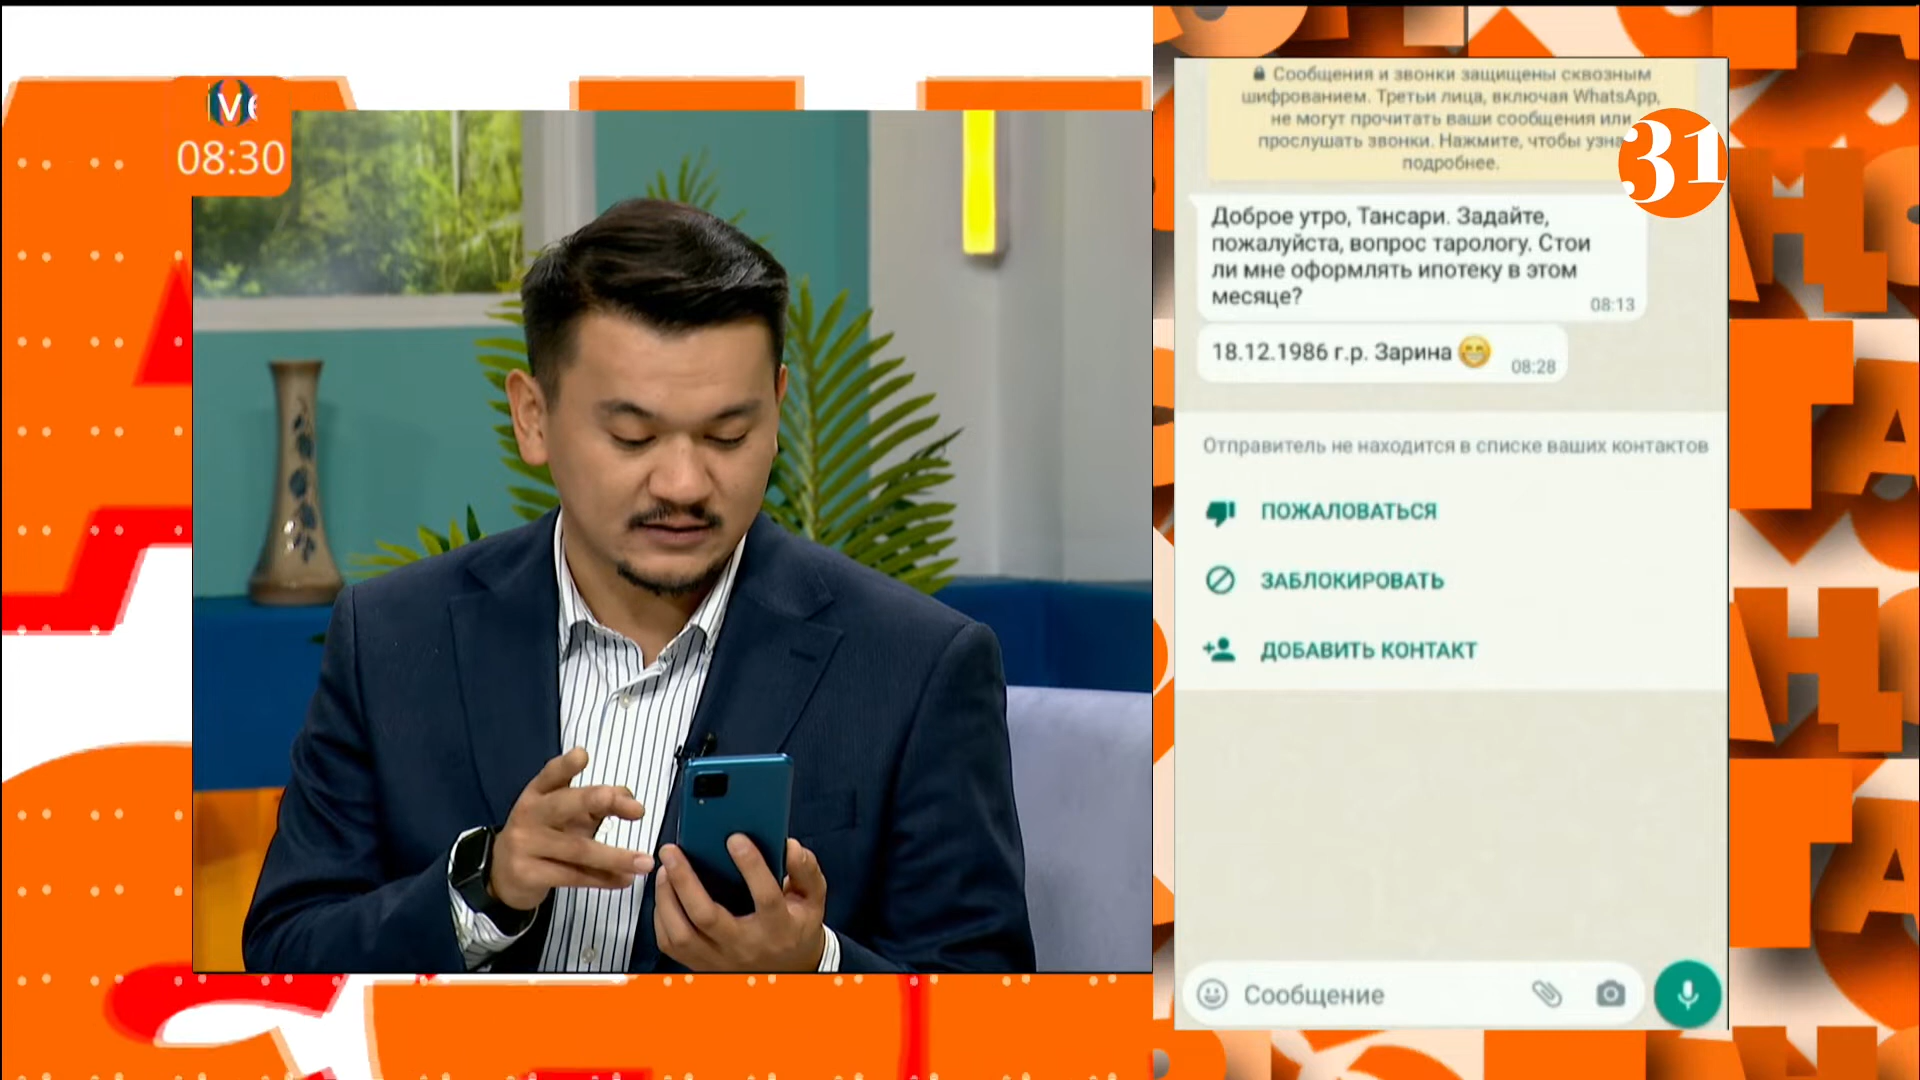 08:30
Сообщения и звонки защищены сквозным
шифрованием. Третьи лица, включая WhatsApp,
не могут прочитать ваши сообщения или
прослушать звонки. Нажмите, чтобы
подробнее.
31
Доброе утро, Тансари. Задайте,
пожалуйста, вопрос тарологу. Стои
ли мне оформлять ипотеку в этом
месяце?
08:13
18.12.1986 г.р. Зарина 😁
08:28
Отправитель не находится в списке ваших контактов
ПОЖАЛОВАТЬСЯ
ЗАБЛОКИРОВАТЬ
ДОБАВИТЬ КОНТАКТ
Сообщение